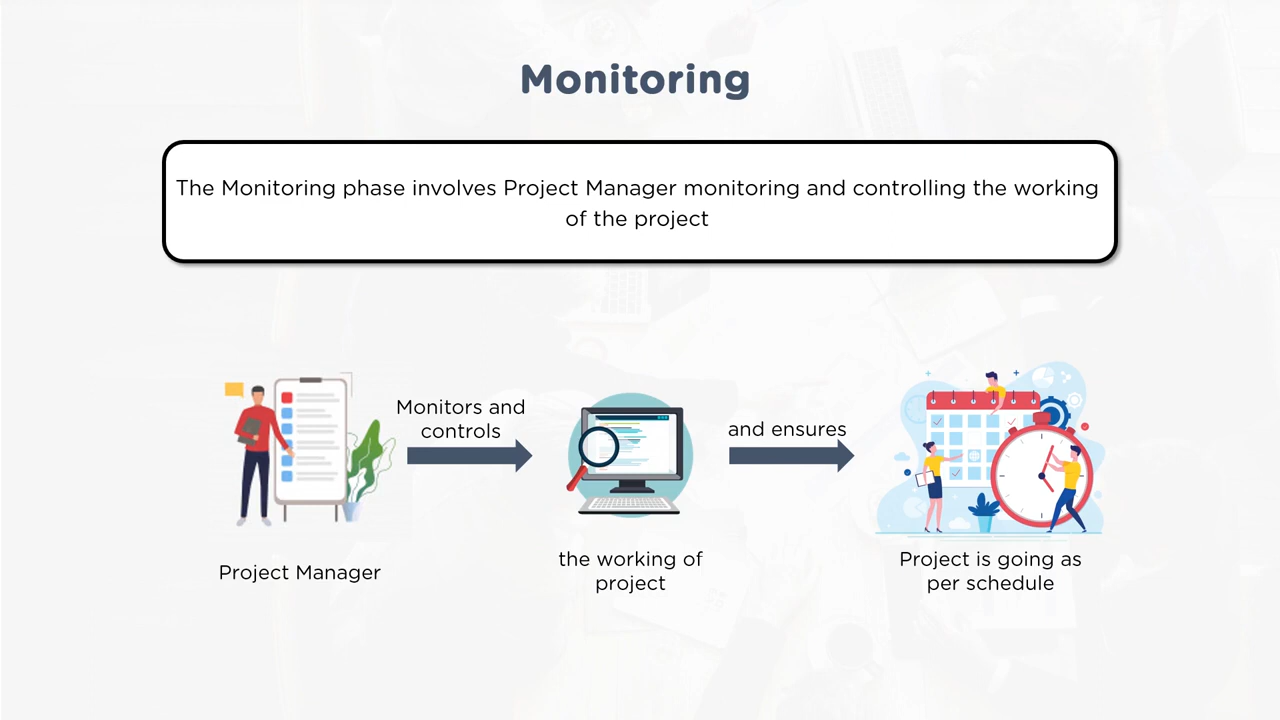 Monitoring
The Monitoring phase involves Project Manager monitoring and controlling the working
of the project
Monitors and
controls
and ensures
Project Manager
the working of
project
Project is going as
per schedule